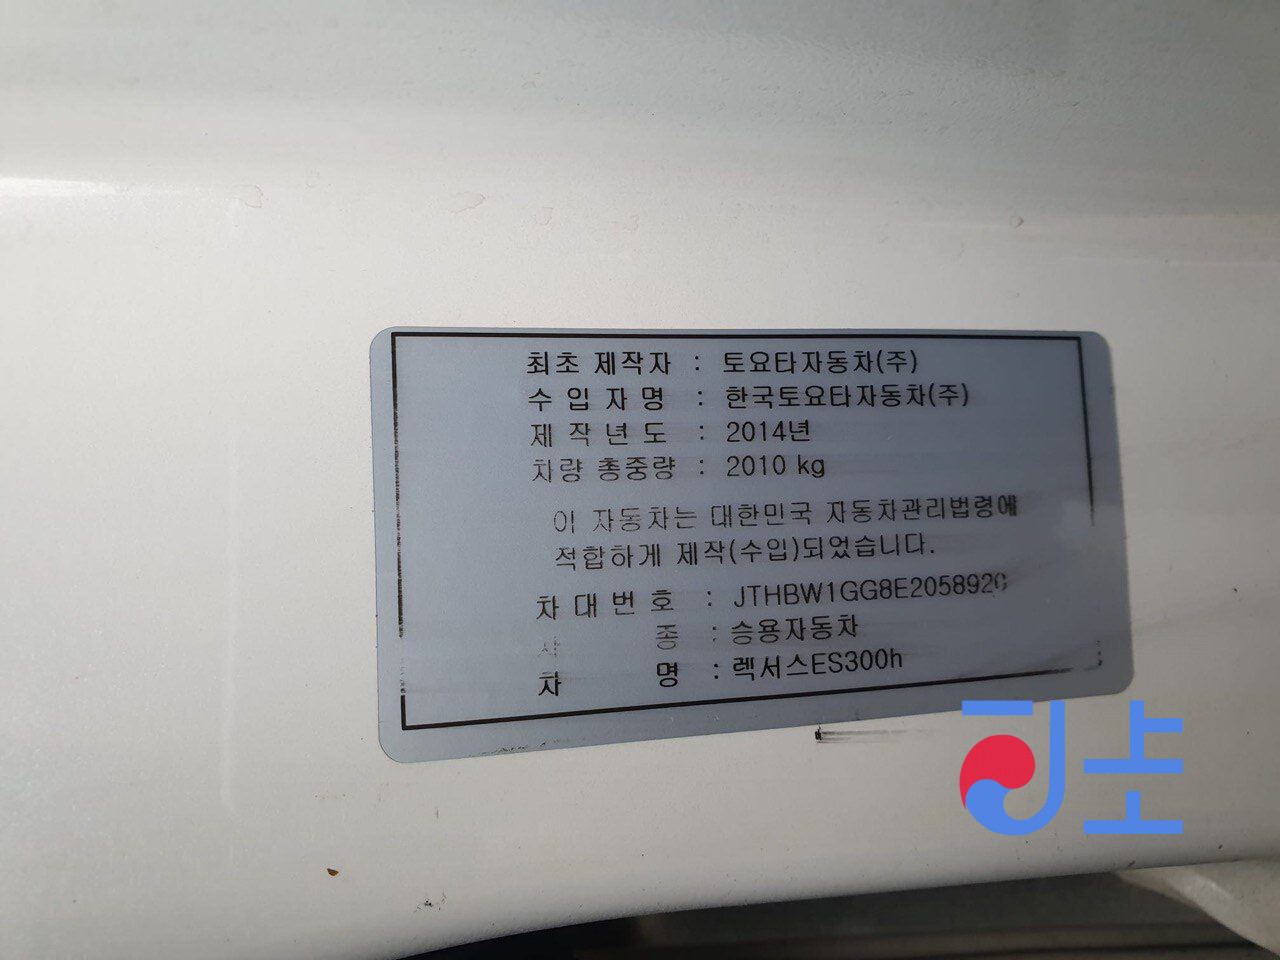 최초 제작자 : 토요타자동차(주)
수 입 자 명 : 한국토요타자동차(주)
제 작 년 도 : 2014년
차량 총중량 : 2010 kg
이 자동차는 대한민국 자동차관리법령에
적합하게 제작(수입)되었습니다.
차 대 번 호 : JTHBW1GG8E2058920
차 종 : 승용자동차
차 명 : 렉서스ES300h